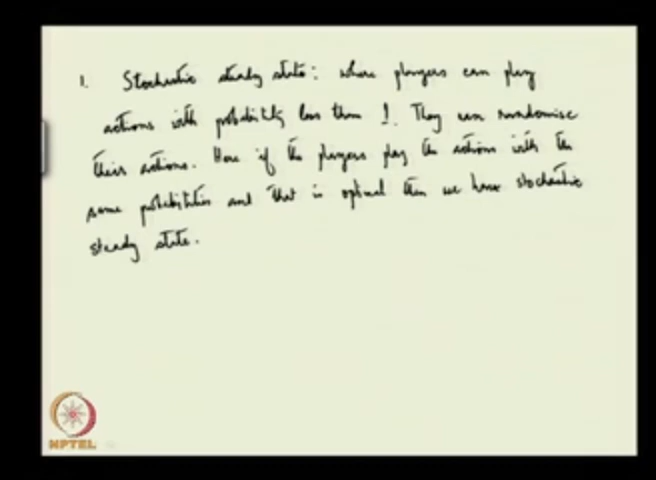 1. Stochastic steady state: where players can play
actions with probability less than 1. They can randomise
their actions. Here if the players play the actions with the
same probabilities and that is optimal then we have stochastic
steady state.
NPTEL